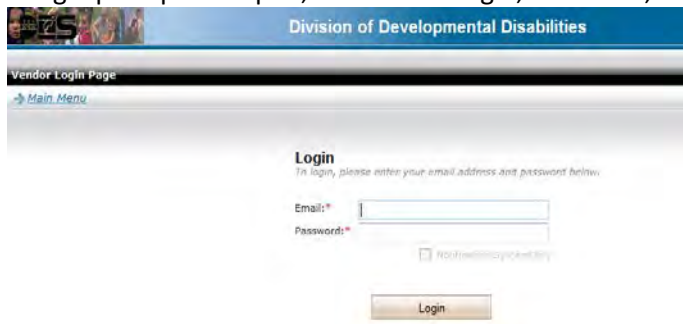 Division of Developmental Disabilities
Vendor Login Page
Main Menu
Login
To login, please enter your email address and password below.
Email:*
Password:*
Login